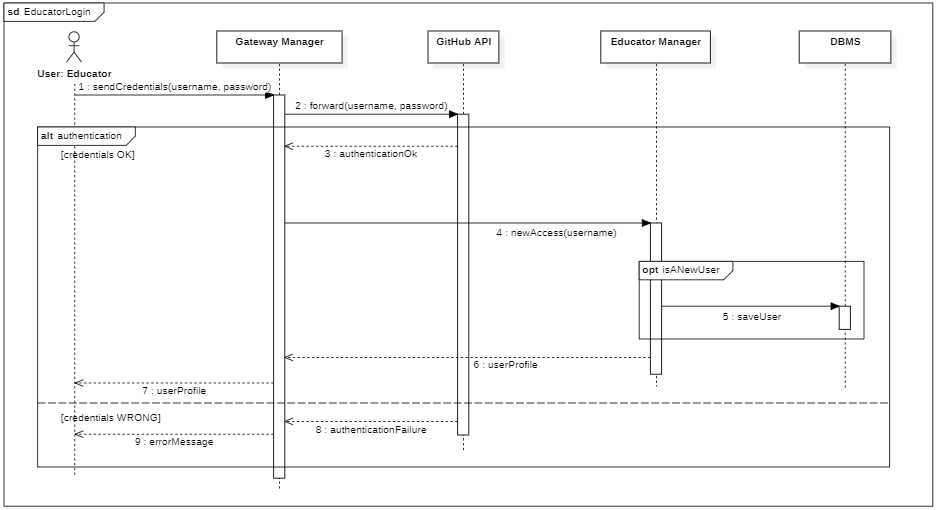 sd EducatorLogin
Gateway Manager
GitHub API
Educator Manager
DBMS
User: Educator
1 : sendCredentials(username, password)
2 : forward(username, password)
alt authentication
[credentials OK]
3 : authenticationOk
4 : newAccess(username)
opt isANewUser
5 : saveUser
6 : userProfile
7 : userProfile
[credentials WRONG]
8 : authenticationFailure
9 : errorMessage